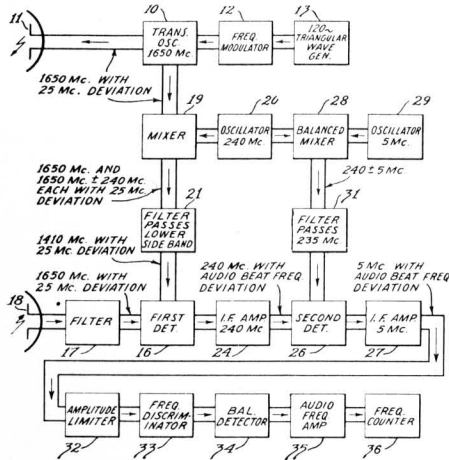 11
10
12
13
TRANS.
OSC.
1650 MC.
FREQ.
MODULATOR
120~
TRIANGULAR
WAVE
GEN.
1650 MC. WITH
25 MC. DEVIATION
19
20
28
29
MIXER
OSCILLATOR
240 MC.
BALANCED
MIXER
OSCILLATOR
5 MC.
1650 MC. AND
1650 MC. ± 240 MC.
EACH WITH 25 MC.
DEVIATION
21
240 ± 5 MC.
31
FILTER
PASSES
LOWER
SIDE BAND
FILTER
PASSES
235 MC
1410 MC. WITH
25 MC. DEVIATION
1650 MC. WITH
25 MC. DEVIATION
240 MC. WITH
AUDIO BEAT FREQ.
DEVIATION
5 MC. WITH
AUDIO BEAT FREQ.
DEVIATION
18
FILTER
FIRST
DET.
I.F. AMP
240 MC
SECOND
DET.
I.F. AMP
5 MC.
17
16
24
26
27
AMPLITUDE
LIMITER
FREQ.
DISCRIM-
INATOR
BAL.
DETECTOR
AUDIO
FREQ
AMP
FREQ.
COUNTER
32
33
34
35
36